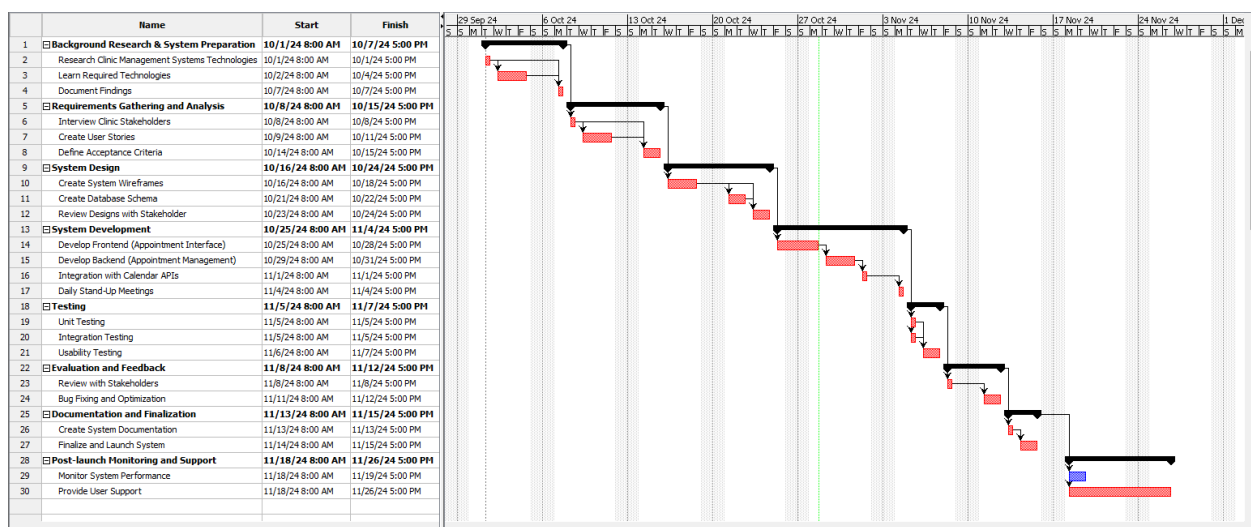 Name Start Finish 29 Sep 24 6 Oct 24 13 Oct 24 20 Oct 24 27 Oct 24 3 Nov 24 10 Nov 24 17 Nov 24 24 Nov 24 1 Dec
S S M T W T F S S M T W T F S S M T W T F S S M T W T F S S M T W T F S S M T W T F S S M T W T F S S M T W T F S S M T W T F S S M
1 Background Research & System Preparation 10/1/24 8:00 AM 10/7/24 5:00 PM
2 Research Clinic Management Systems Technologies 10/1/24 8:00 AM 10/1/24 5:00 PM
3 Learn Required Technologies 10/2/24 8:00 AM 10/4/24 5:00 PM
4 Document Findings 10/7/24 8:00 AM 10/7/24 5:00 PM
5 Requirements Gathering and Analysis 10/8/24 8:00 AM 10/15/24 5:00 PM
6 Interview Clinic Stakeholders 10/8/24 8:00 AM 10/8/24 5:00 PM
7 Create User Stories 10/9/24 8:00 AM 10/11/24 5:00 PM
8 Define Acceptance Criteria 10/14/24 8:00 AM 10/15/24 5:00 PM
9 System Design 10/16/24 8:00 AM 10/24/24 5:00 PM
10 Create System Wireframes 10/16/24 8:00 AM 10/18/24 5:00 PM
11 Create Database Schema 10/21/24 8:00 AM 10/22/24 5:00 PM
12 Review Designs with Stakeholder 10/23/24 8:00 AM 10/24/24 5:00 PM
13 System Development 10/25/24 8:00 AM 11/4/24 5:00 PM
14 Develop Frontend (Appointment Interface) 10/25/24 8:00 AM 10/28/24 5:00 PM
15 Develop Backend (Appointment Management) 10/29/24 8:00 AM 10/31/24 5:00 PM
16 Integration with Calendar APIs 11/1/24 8:00 AM 11/1/24 5:00 PM
17 Daily Stand-Up Meetings 11/4/24 8:00 AM 11/4/24 5:00 PM
18 Testing 11/5/24 8:00 AM 11/7/24 5:00 PM
19 Unit Testing 11/5/24 8:00 AM 11/5/24 5:00 PM
20 Integration Testing 11/5/24 8:00 AM 11/5/24 5:00 PM
21 Usability Testing 11/6/24 8:00 AM 11/7/24 5:00 PM
22 Evaluation and Feedback 11/8/24 8:00 AM 11/12/24 5:00 PM
23 Review with Stakeholders 11/8/24 8:00 AM 11/8/24 5:00 PM
24 Bug Fixing and Optimization 11/11/24 8:00 AM 11/12/24 5:00 PM
25 Documentation and Finalization 11/13/24 8:00 AM 11/15/24 5:00 PM
26 Create System Documentation 11/13/24 8:00 AM 11/13/24 5:00 PM
27 Finalize and Launch System 11/14/24 8:00 AM 11/15/24 5:00 PM
28 Post-launch Monitoring and Support 11/18/24 8:00 AM 11/26/24 5:00 PM
29 Monitor System Performance 11/18/24 8:00 AM 11/19/24 5:00 PM
30 Provide User Support 11/18/24 8:00 AM 11/26/24 5:00 PM